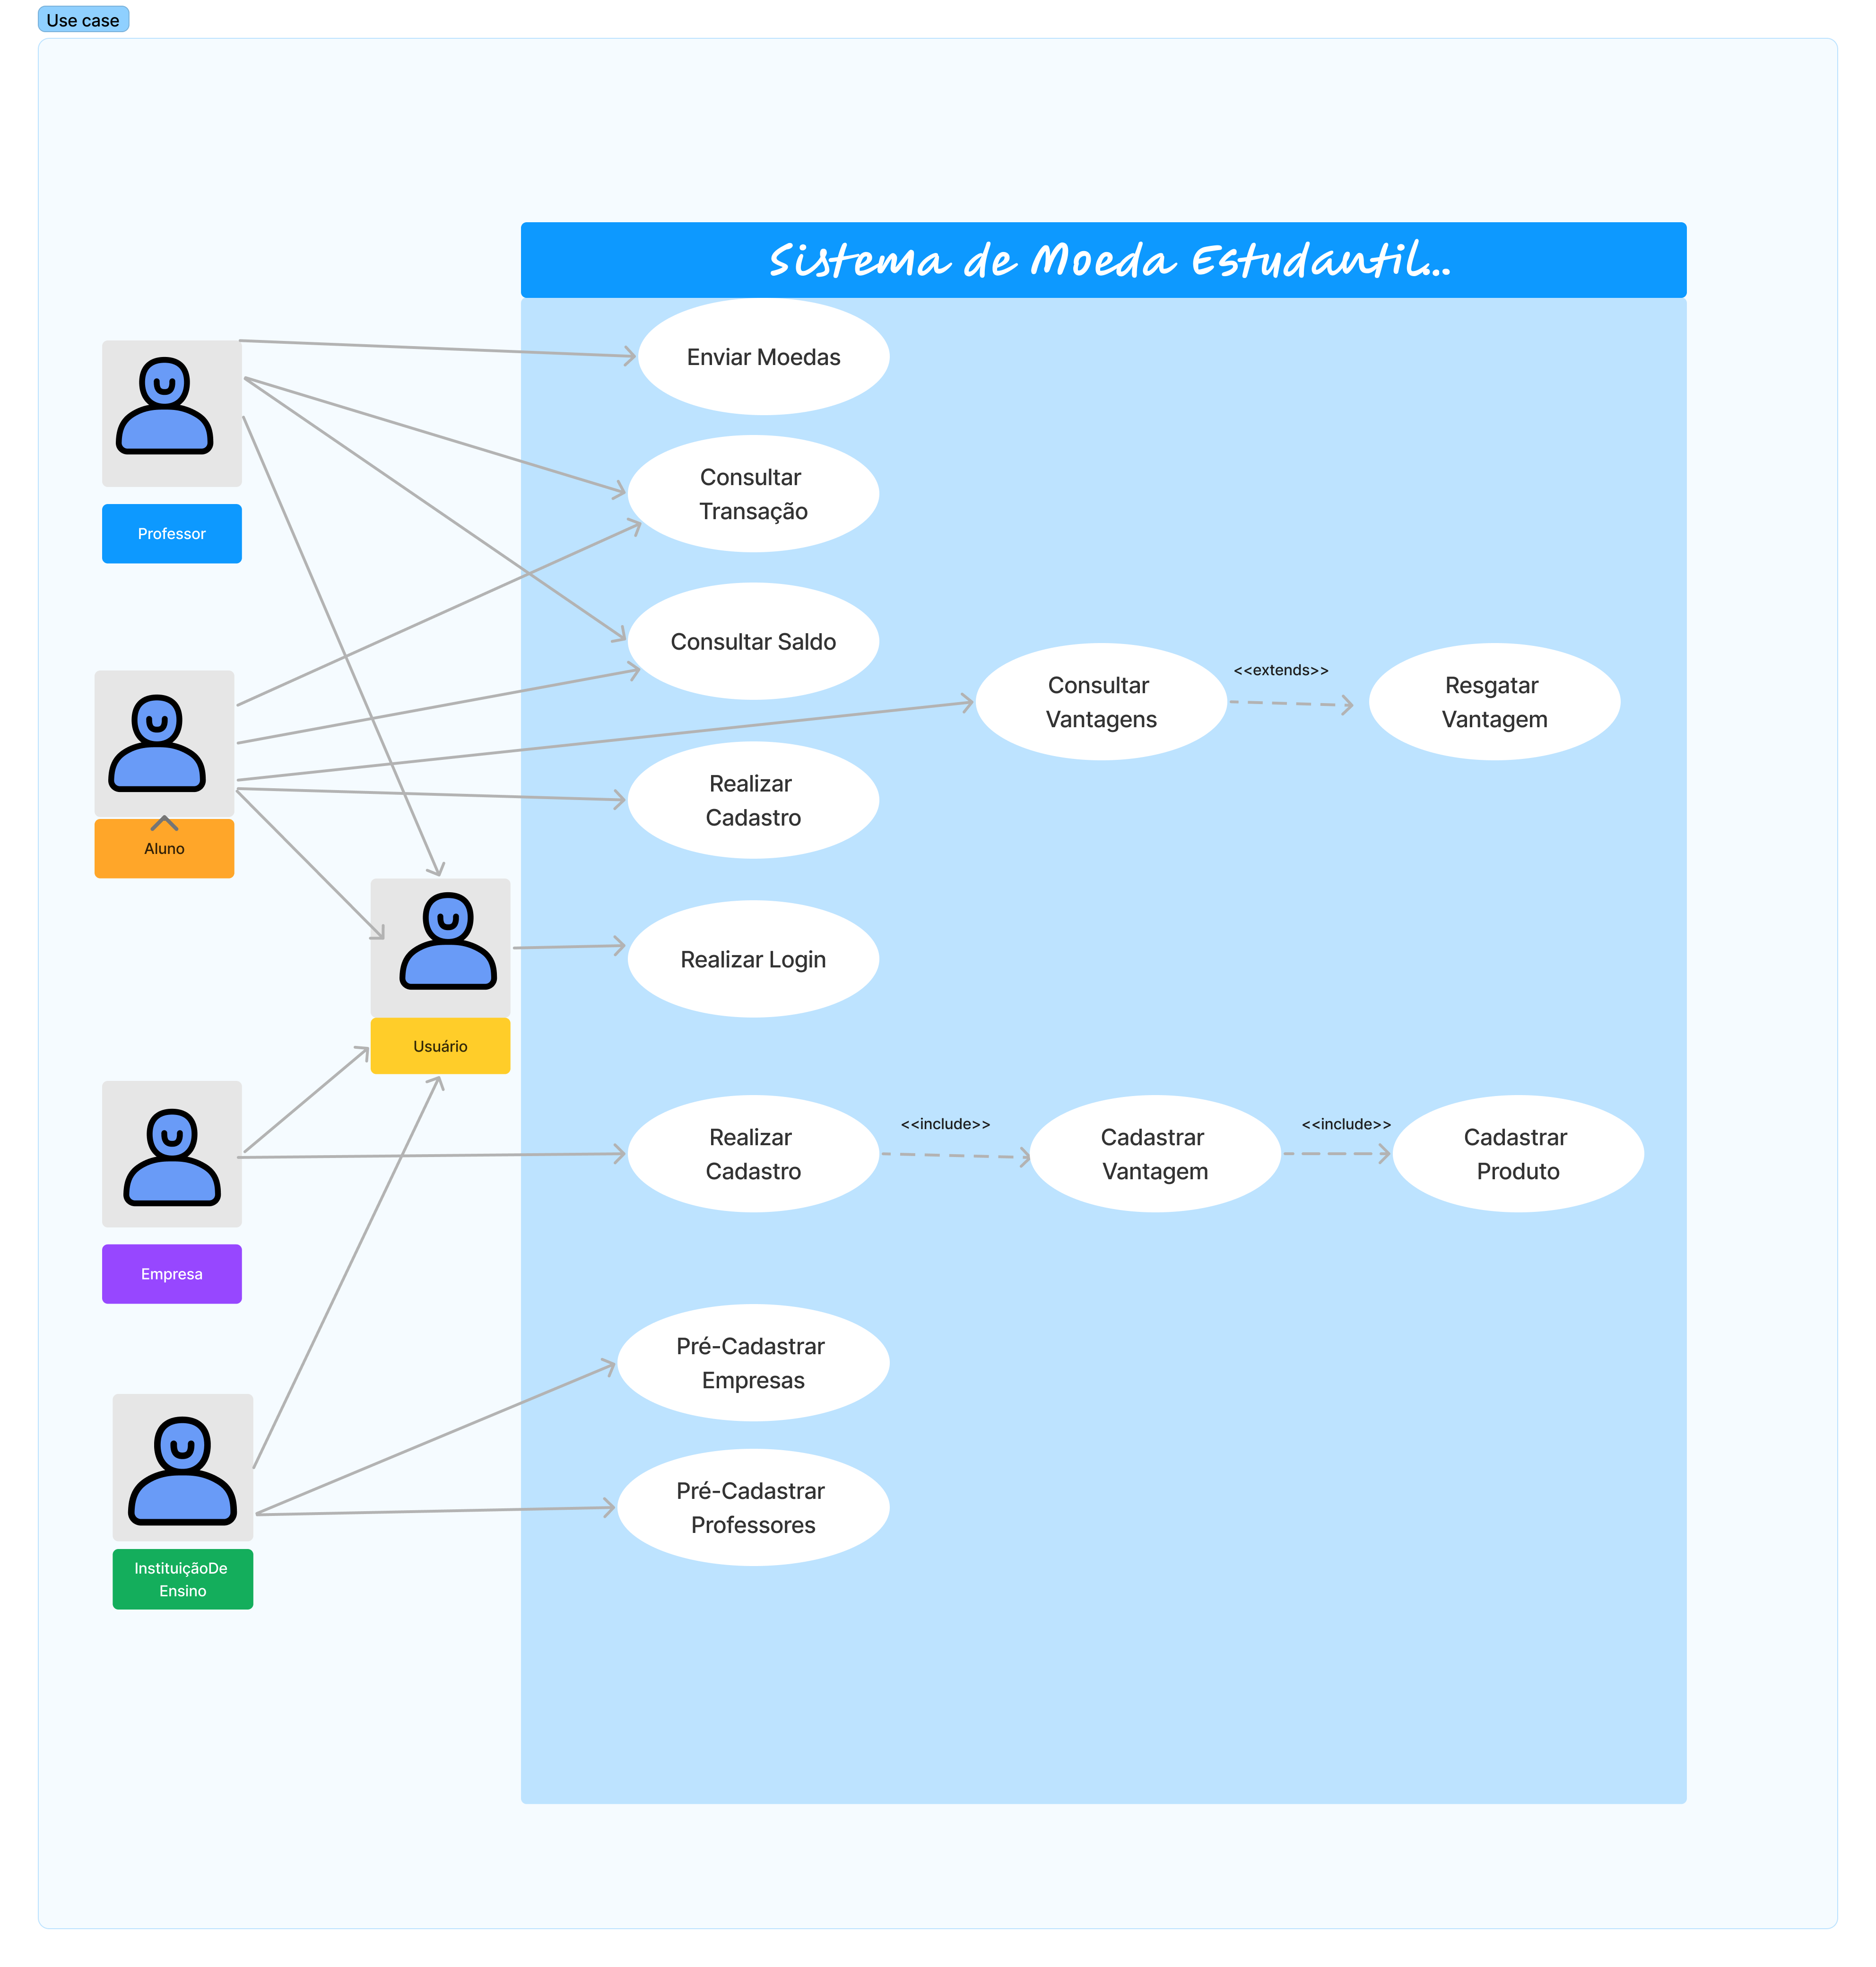 Use case
Sistema de Moeda Estudantil...
Enviar Moedas
Consultar
Transação
Professor
Consultar Saldo
Consultar
Vantagens
<<extends>>
Resgatar
Vantagem
Realizar
Cadastro
Aluno
Realizar Login
Usuário
Realizar
Cadastro
<<include>>
Cadastrar
Vantagem
<<include>>
Cadastrar
Produto
Empresa
Pré-Cadastrar
Empresas
Pré-Cadastrar
Professores
InstituiçãoDe
Ensino